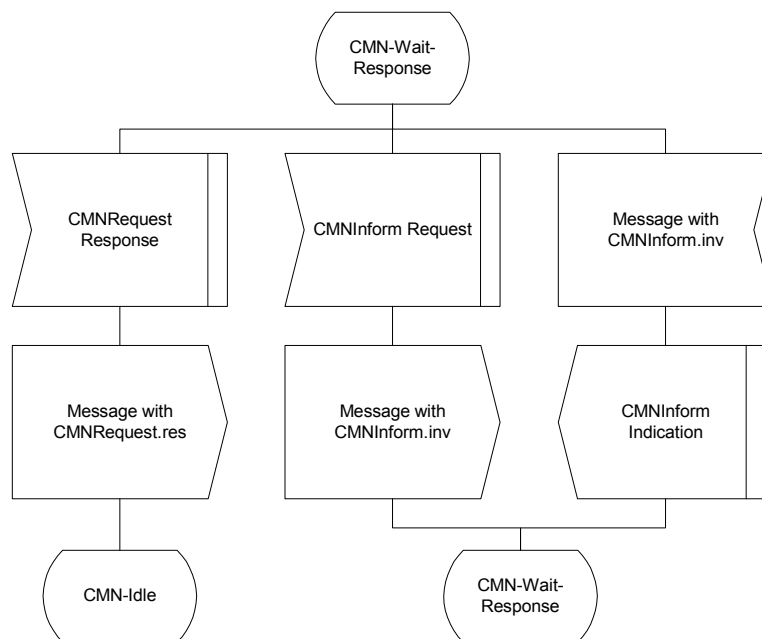 CMN-Wait-
Response
CMNRequest
Response
CMNInform Request
Message with
CMNInform.inv
Message with
CMNRequest.res
Message with
CMNInform.inv
CMNInform
Indication
CMN-Idle
CMN-Wait-
Response